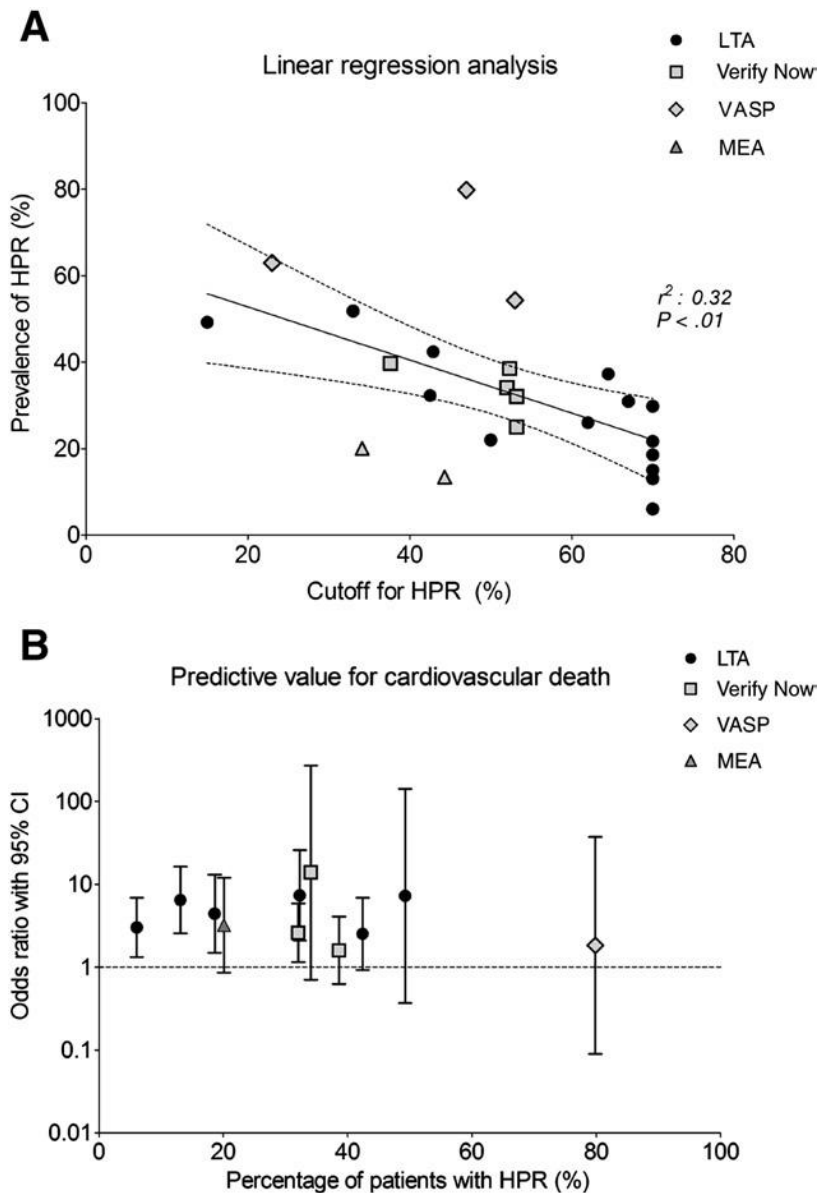 A
Linear regression analysis
LTA
Verify Now
VASP
MEA
Prevalence of HPR (%)
100
80
60
40
20
0
r² : 0.32
P < .01
0 20 40 60 80
Cutoff for HPR (%)
B
Predictive value for cardiovascular death
LTA
Verify Now
VASP
MEA
Odds ratio with 95% CI
1000
100
10
1
0.1
0.01
0 20 40 60 80 100
Percentage of patients with HPR (%)